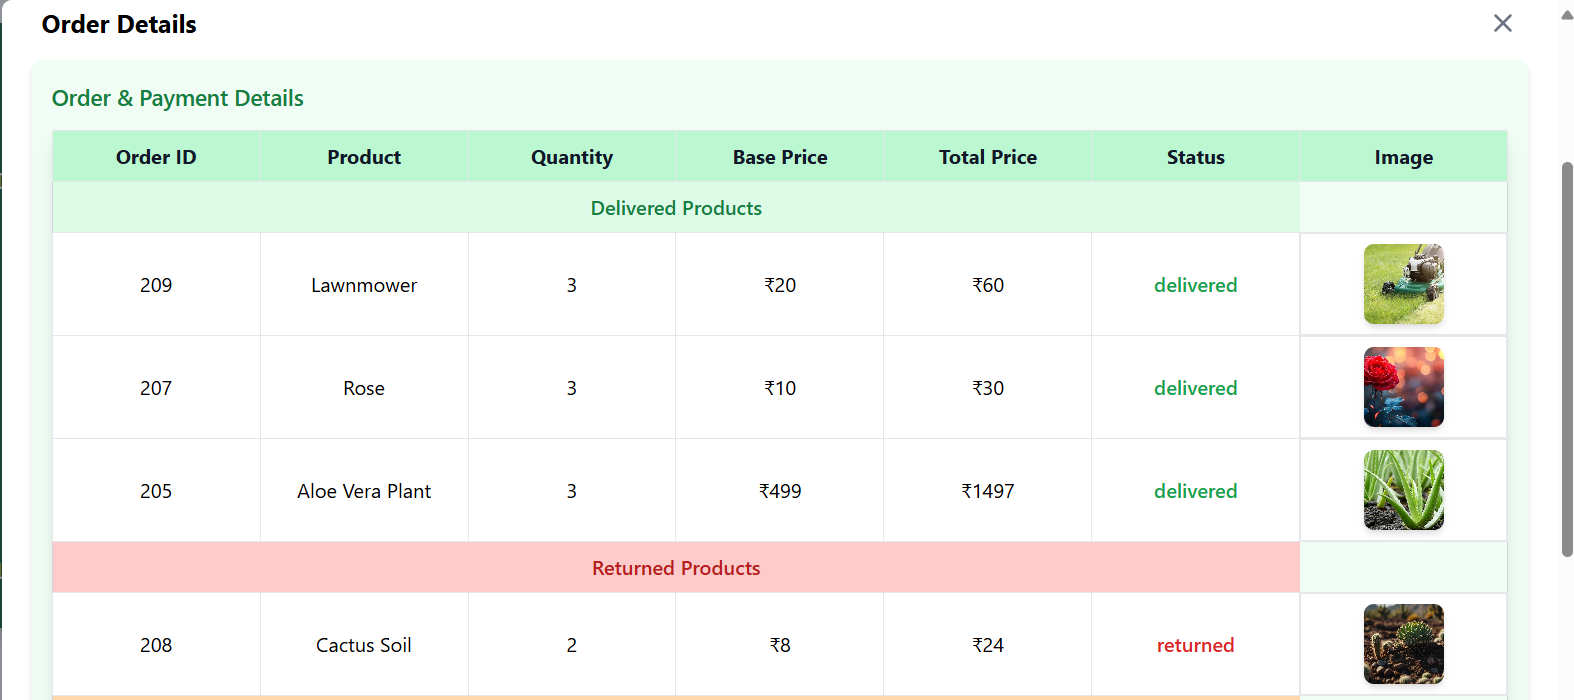 Order Details
Order & Payment Details
Order ID Product Quantity Base Price Total Price Status Image
Delivered Products
209 Lawnmower 3 ₹20 ₹60 delivered
207 Rose 3 ₹10 ₹30 delivered
205 Aloe Vera Plant 3 ₹499 ₹1497 delivered
Returned Products
208 Cactus Soil 2 ₹8 ₹24 returned